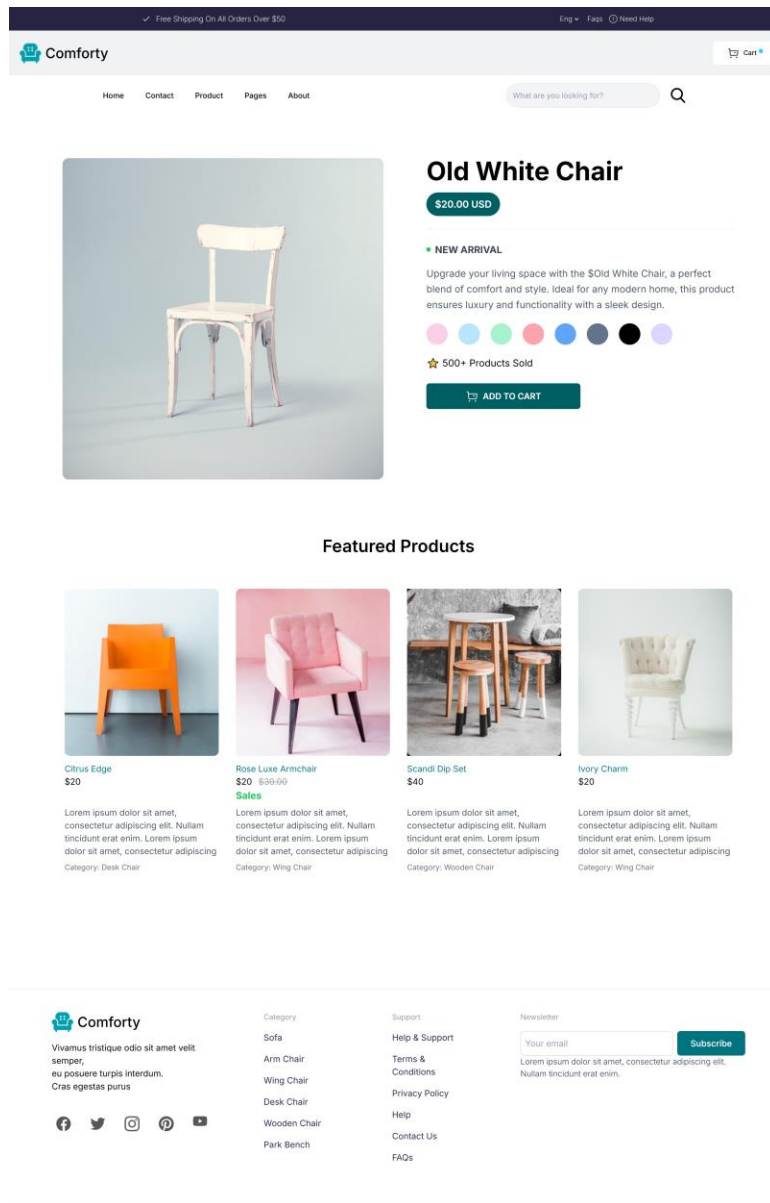 Free Shipping On All Orders Over $50
Eng Faqs Need Help
Comforty
Cart
Home Contact Product Pages About
What are you looking for?
Old White Chair
$20.00 USD
NEW ARRIVAL
Upgrade your living space with the $Old White Chair, a perfect
blend of comfort and style. Ideal for any modern home, this product
ensures luxury and functionality with a sleek design.
500+ Products Sold
ADD TO CART
Featured Products
Citrus Edge
$20
Lorem ipsum dolor sit amet,
consectetur adipiscing elit. Nullam
tincidunt erat enim. Lorem ipsum
dolor sit amet, consectetur adipiscing
Category: Desk Chair
Rose Luxe Armchair
$20 $30.00
Sales
Lorem ipsum dolor sit amet,
consectetur adipiscing elit. Nullam
tincidunt erat enim. Lorem ipsum
dolor sit amet, consectetur adipiscing
Category: Wing Chair
Scandi Dip Set
$40
Lorem ipsum dolor sit amet,
consectetur adipiscing elit. Nullam
tincidunt erat enim. Lorem ipsum
dolor sit amet, consectetur adipiscing
Category: Wooden Chair
Ivory Charm
$20
Lorem ipsum dolor sit amet,
consectetur adipiscing elit. Nullam
tincidunt erat enim. Lorem ipsum
dolor sit amet, consectetur adipiscing
Category: Wing Chair
Comforty
Vivamus tristique odio sit amet velit
semper,
eu posuere turpis interdum.
Cras egestas purus
Category
Sofa
Arm Chair
Wing Chair
Desk Chair
Wooden Chair
Park Bench
Support
Help & Support
Terms &
Conditions
Privacy Policy
Help
Contact Us
FAQs
Newsletter
Your email
Subscribe
Lorem ipsum dolor sit amet, consectetur adipiscing elit.
Nullam tincidunt erat enim.